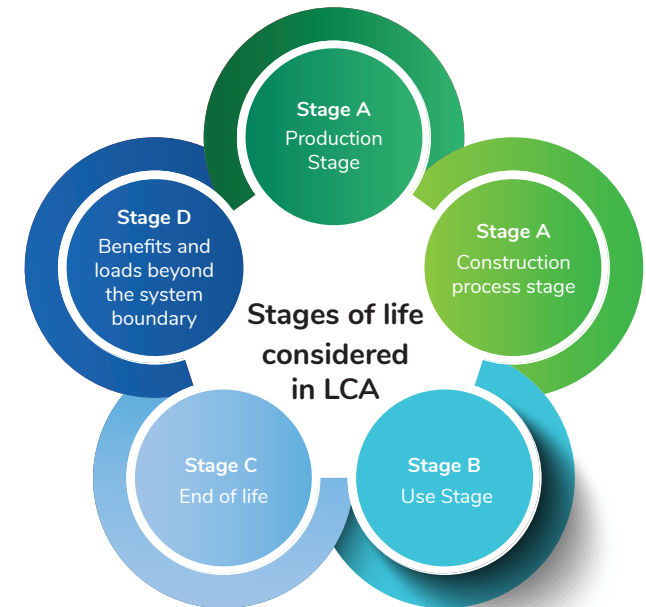 Stage A
Production
Stage
Stage A
Construction
process stage
Stage B
Use Stage
Stage C
End of life
Stage D
Benefits and
loads beyond
the system
boundary
Stages of life
considered
in LCA